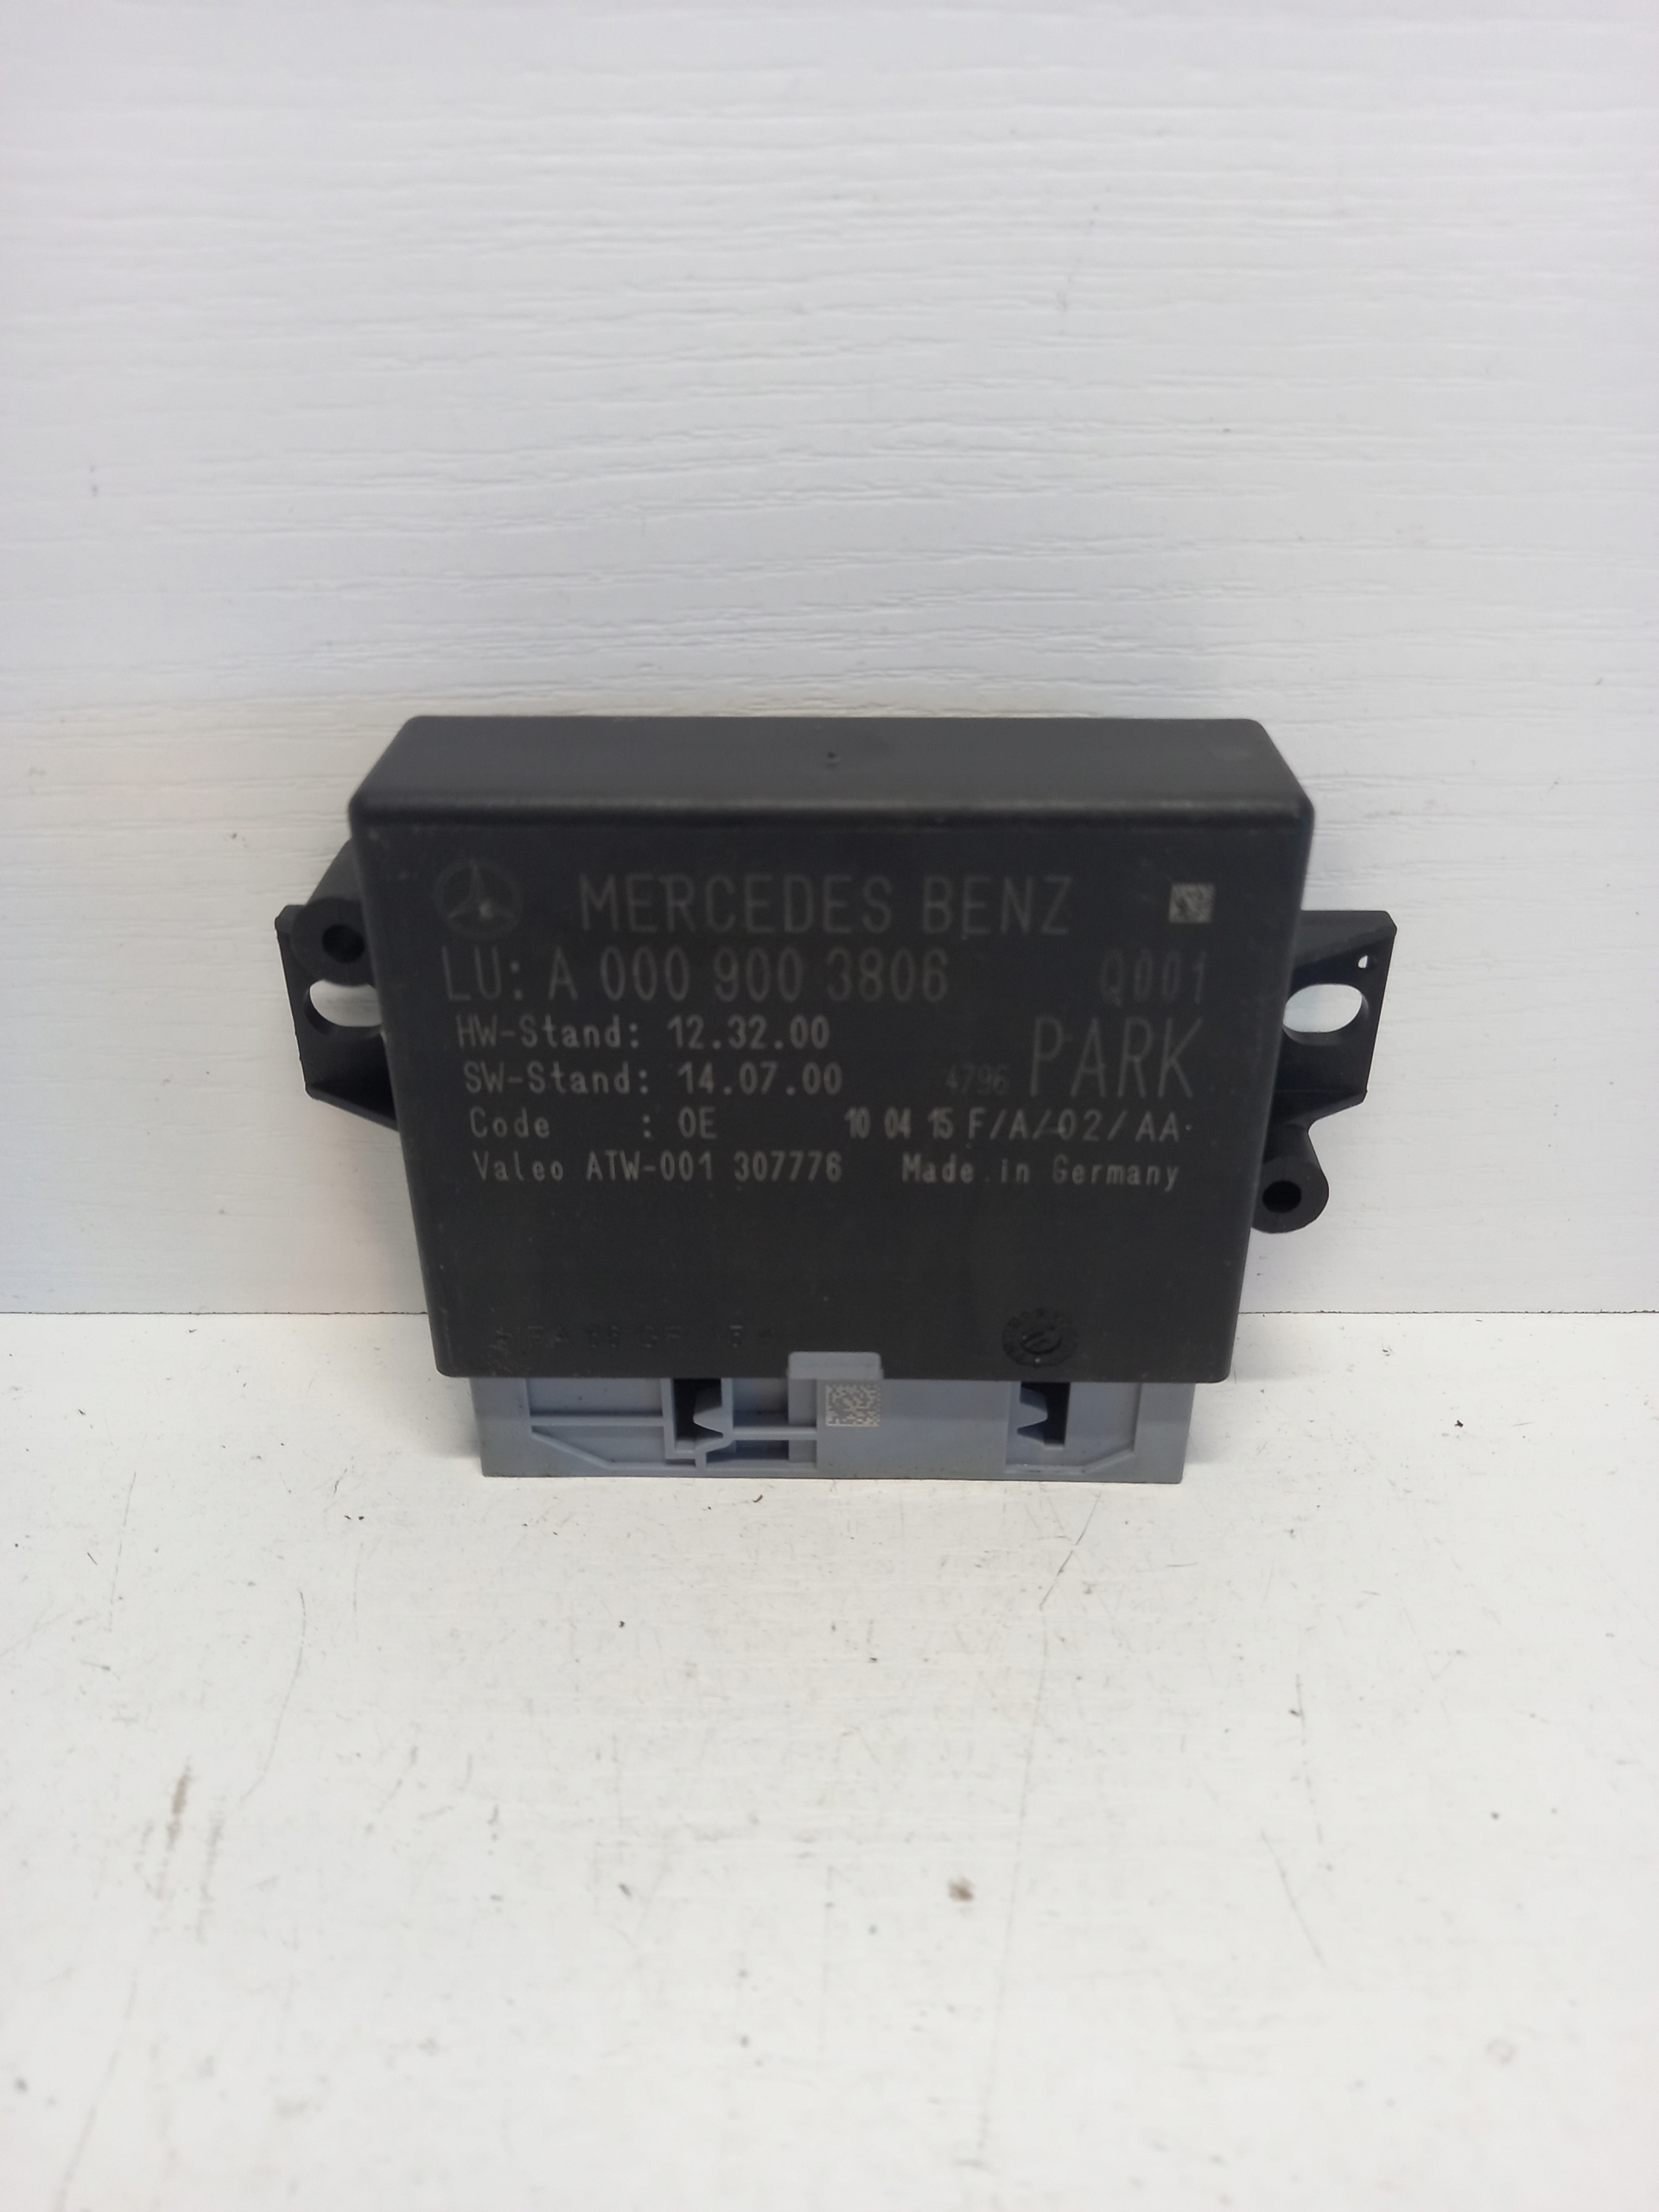 MERCEDES BENZ
LU: A 000 900 3806 Q001
HW-Stand: 12.32.00
SW-Stand: 14.07.00 4796 PARK
Code : 0E 10 04 15 F/A/02/AA
Valeo ATW-001 307776 Made in Germany